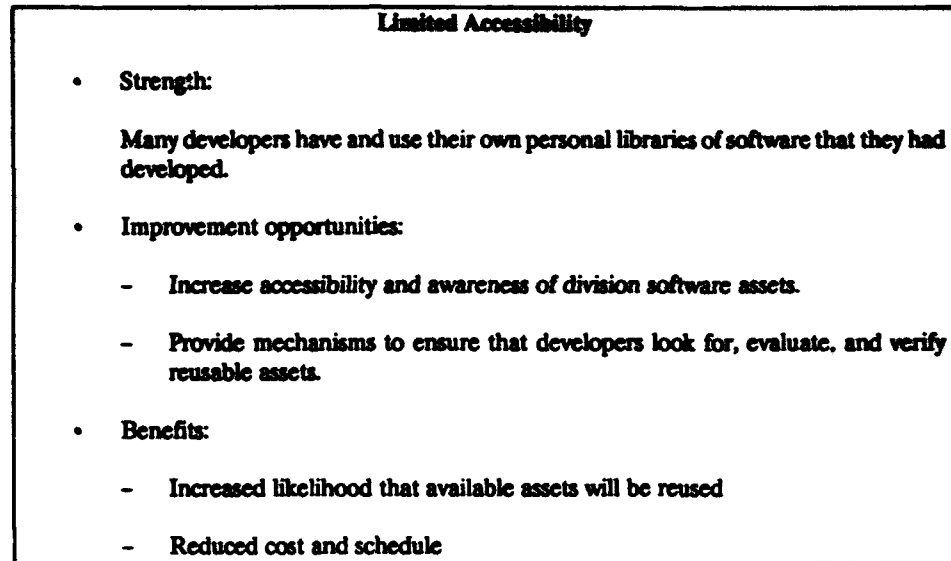 Limited Accessibility
• Strength:
Many developers have and use their own personal libraries of software that they had
developed.
• Improvement opportunities:
– Increase accessibility and awareness of division software assets.
– Provide mechanisms to ensure that developers look for, evaluate, and verify
reusable assets.
• Benefits:
– Increased likelihood that available assets will be reused
– Reduced cost and schedule